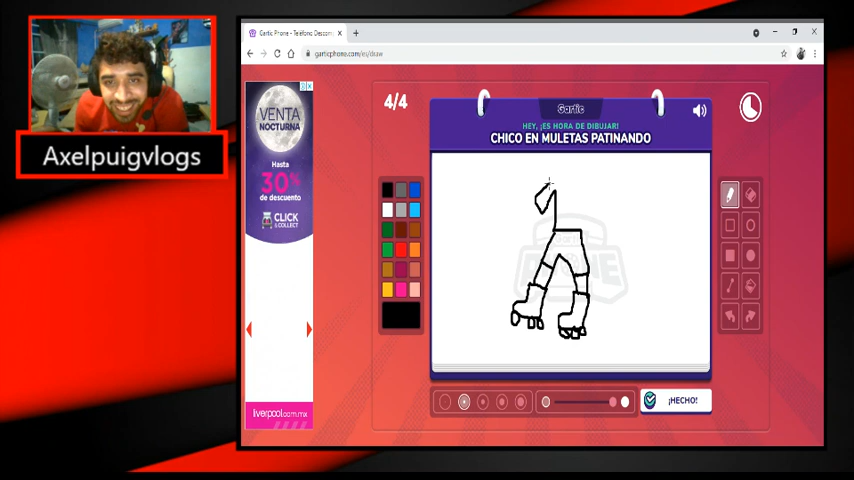 Gartic Phone - Teléfono Descom
garticphone.com/es/draw
Axelpuigvlogs
VENTA
NOCTURNA
Hasta
30%
de descuento
CLICK
& COLLECT
liverpool.com.mx
4/4
Gartic
HEY, ¡ES HORA DE DIBUJAR!
CHICO EN MULETAS PATINANDO
¡HECHO!